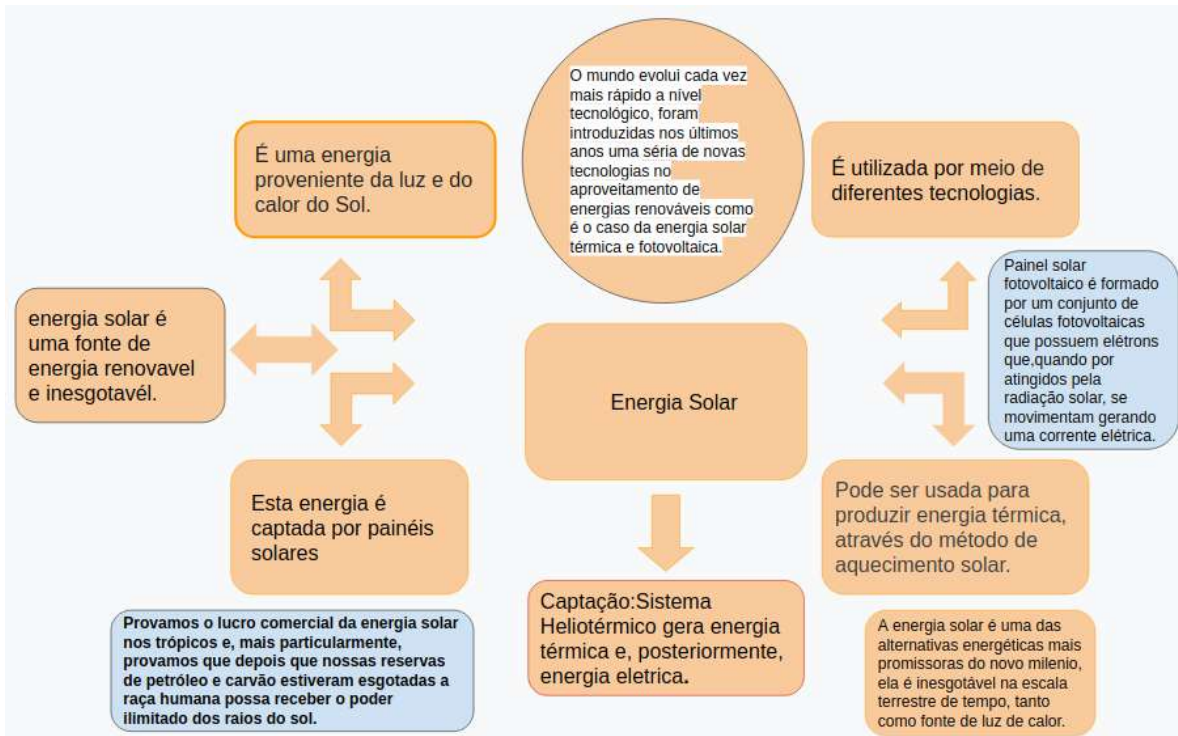 O mundo evolui cada vez
mais rápido a nível
tecnológico, foram
introduzidas nos últimos
anos uma séria de novas
tecnologias no
aproveitamento de
energias renováveis como
é o caso da energia solar
térmica e fotovoltaica.
É uma energia
proveniente da luz e do
calor do Sol.
É utilizada por meio de
diferentes tecnologias.
energia solar é
uma fonte de
energia renovavel
e inesgotavél.
Painel solar
fotovoltaico é formado
por um conjunto de
células fotovoltaicas
que possuem elétrons
que,quando por
atingidos pela
radiação solar, se
movimentam gerando
uma corrente elétrica.
Energia Solar
Esta energia é
captada por painéis
solares
Pode ser usada para
produzir energia térmica,
através do método de
aquecimento solar.
Provamos o lucro comercial da energia solar
nos trópicos e, mais particularmente,
provamos que depois que nossas reservas
de petróleo e carvão estiveram esgotadas a
raça humana possa receber o poder
ilimitado dos raios do sol.
Captação:Sistema
Heliotérmico gera energia
térmica e, posteriormente,
energia eletrica.
A energia solar é uma das
alternativas energéticas mais
promissoras do novo milenio,
ela é inesgotável na escala
terrestre de tempo, tanto
como fonte de luz de calor.